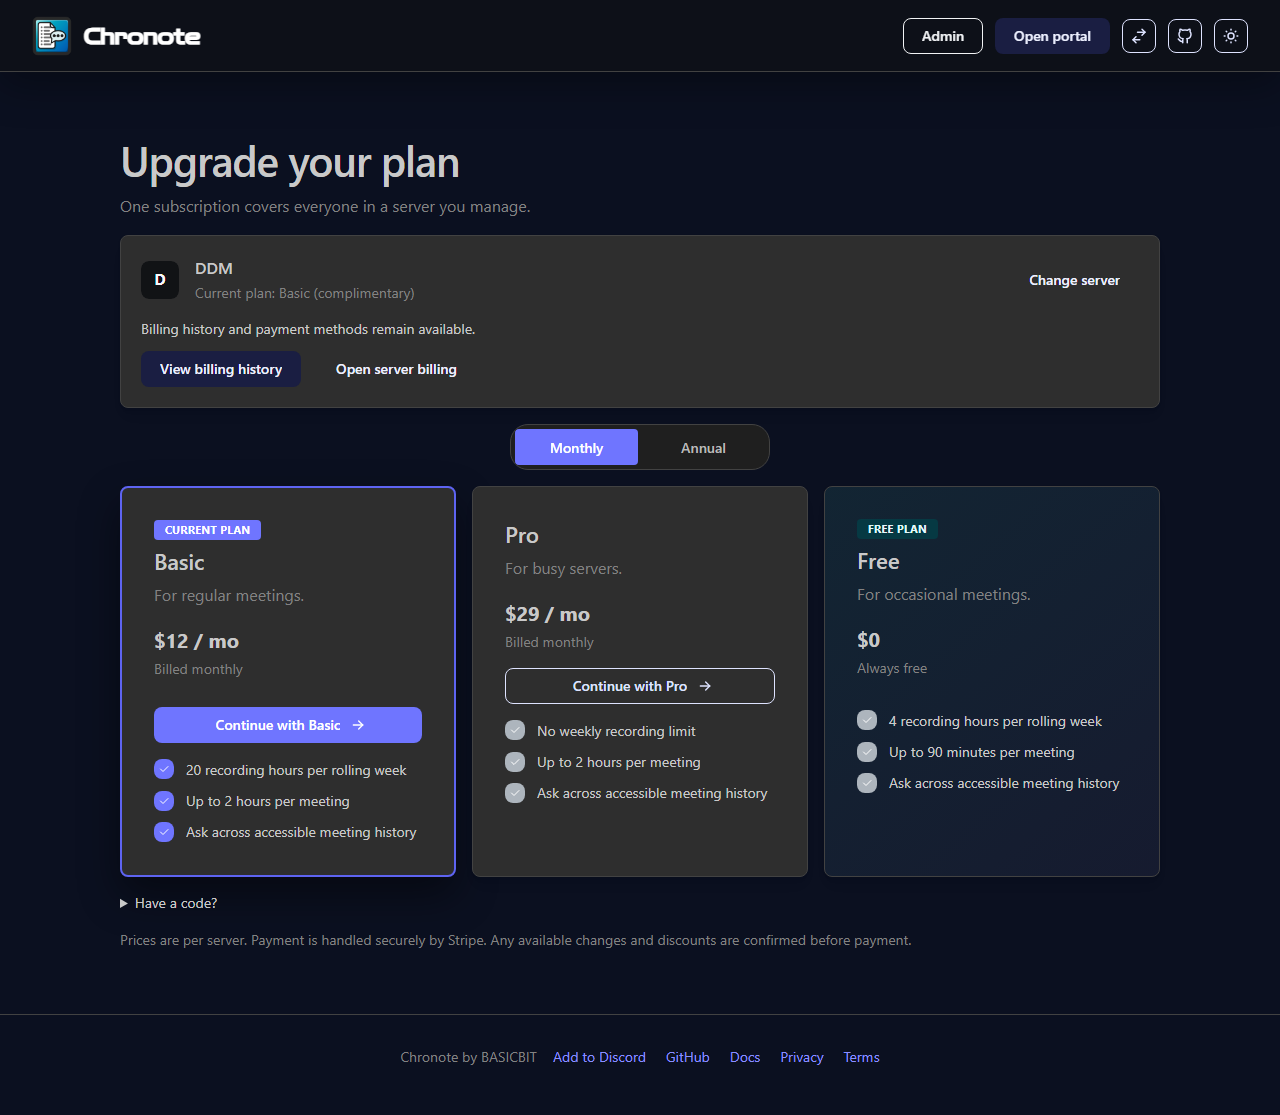 Chronote
Admin
Open portal
Upgrade your plan
One subscription covers everyone in a server you manage.
D
DDM
Current plan: Basic (complimentary)
Change server
Billing history and payment methods remain available.
View billing history
Open server billing
Monthly
Annual
CURRENT PLAN
Basic
For regular meetings.
$12 / mo
Billed monthly
Continue with Basic →
20 recording hours per rolling week
Up to 2 hours per meeting
Ask across accessible meeting history
Pro
For busy servers.
$29 / mo
Billed monthly
Continue with Pro →
No weekly recording limit
Up to 2 hours per meeting
Ask across accessible meeting history
FREE PLAN
Free
For occasional meetings.
$0
Always free
4 recording hours per rolling week
Up to 90 minutes per meeting
Ask across accessible meeting history
Have a code?
Prices are per server. Payment is handled securely by Stripe. Any available changes and discounts are confirmed before payment.
Chronote by BASICBIT Add to Discord GitHub Docs Privacy Terms